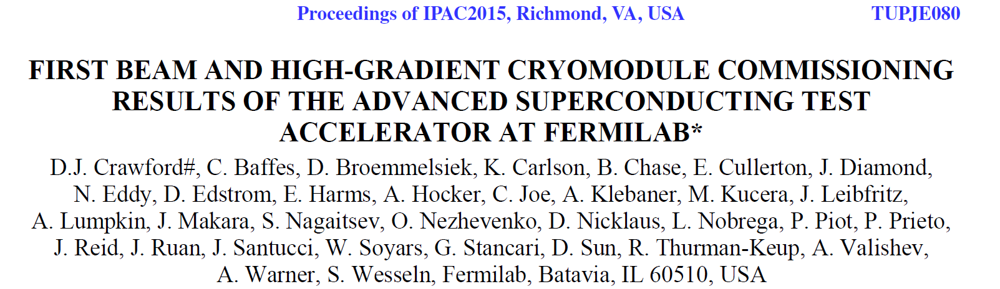 Proceedings of IPAC2015, Richmond, VA, USA TUPJE080
FIRST BEAM AND HIGH-GRADIENT CRYOMODULE COMMISSIONING
RESULTS OF THE ADVANCED SUPERCONDUCTING TEST
ACCELERATOR AT FERMILAB*
D.J. Crawford#, C. Baffes, D. Broemmelsiek, K. Carlson, B. Chase, E. Cullerton, J. Diamond,
N. Eddy, D. Edstrom, E. Harms, A. Hocker, C. Joe, A. Klebaner, M. Kucera, J. Leibfritz,
A. Lumpkin, J. Makara, S. Nagaitsev, O. Nezhevenko, D. Nicklaus, L. Nobrega, P. Piot, P. Prieto,
J. Reid, J. Ruan, J. Santucci, W. Soyars, G. Stancari, D. Sun, R. Thurman-Keup, A. Valishev,
A. Warner, S. Wesseln, Fermilab, Batavia, IL 60510, USA